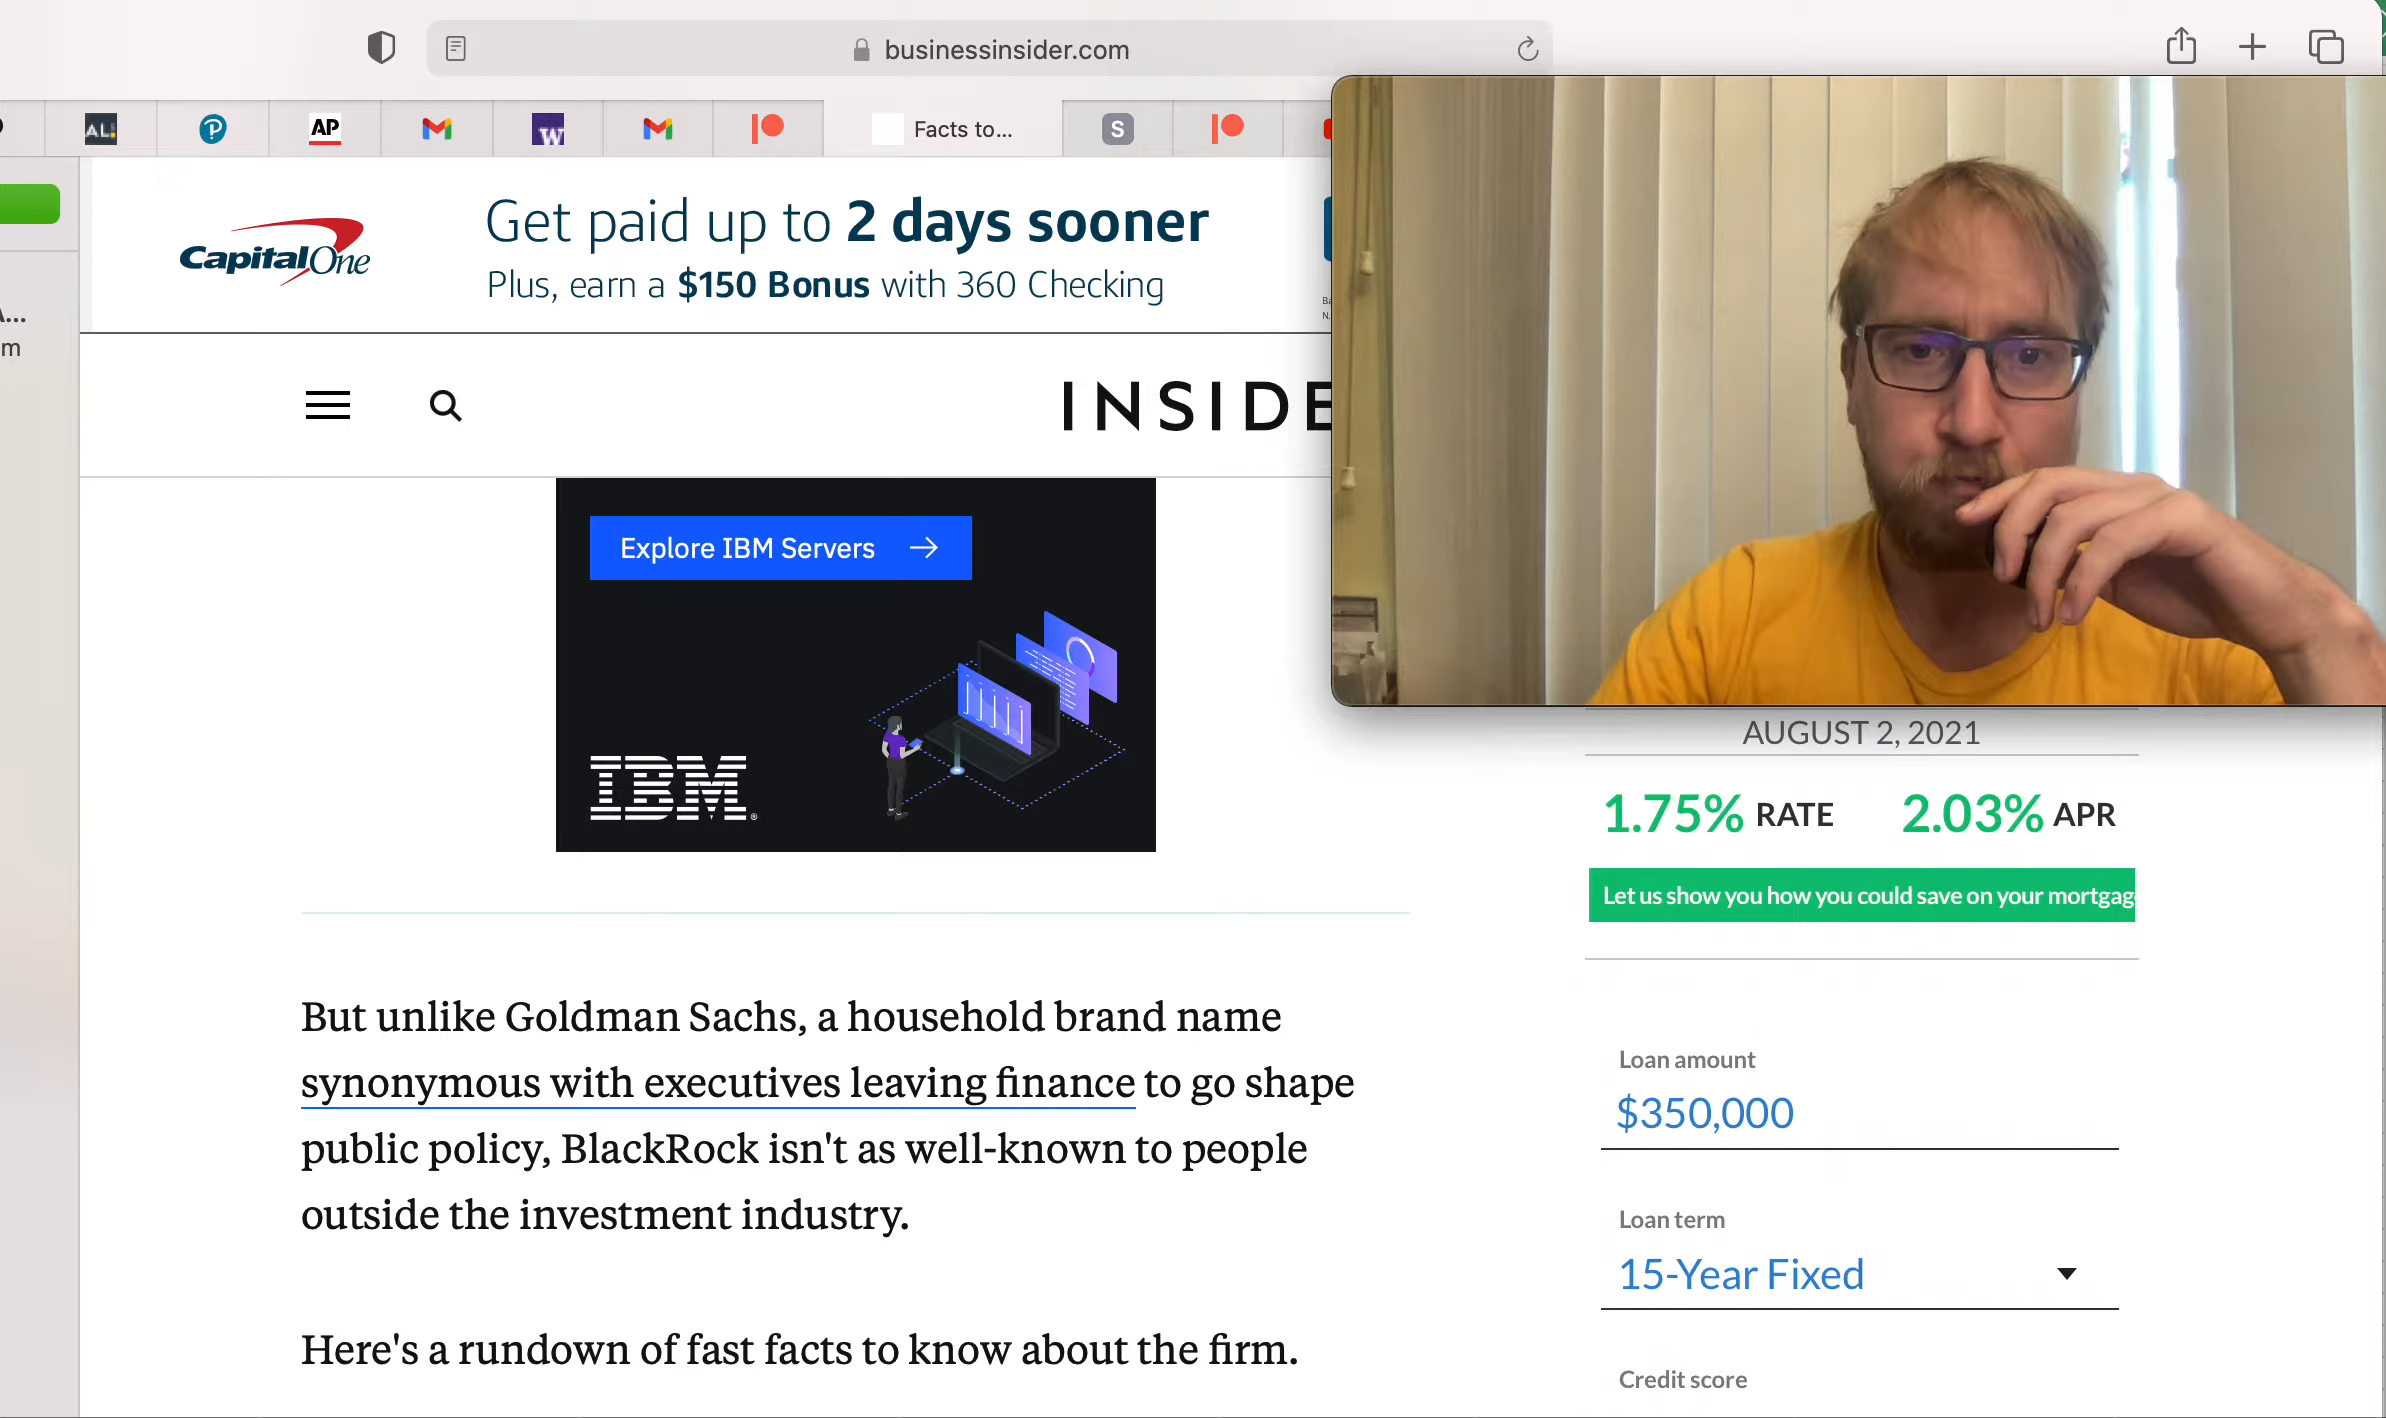 businessinsider.com
AL:
P
AP
W
Facts to...
S
A...
m
Capital One
Get paid up to 2 days sooner
Plus, earn a $150 Bonus with 360 Checking
Ba
N.
INSIDE
Explore IBM Servers →
IBM®
AUGUST 2, 2021
1.75% RATE 2.03% APR
Let us show you how you could save on your mortgag
Loan amount
$350,000
Loan term
15-Year Fixed
Credit score
But unlike Goldman Sachs, a household brand name
synonymous with executives leaving finance to go shape
public policy, BlackRock isn't as well-known to people
outside the investment industry.
Here's a rundown of fast facts to know about the firm.